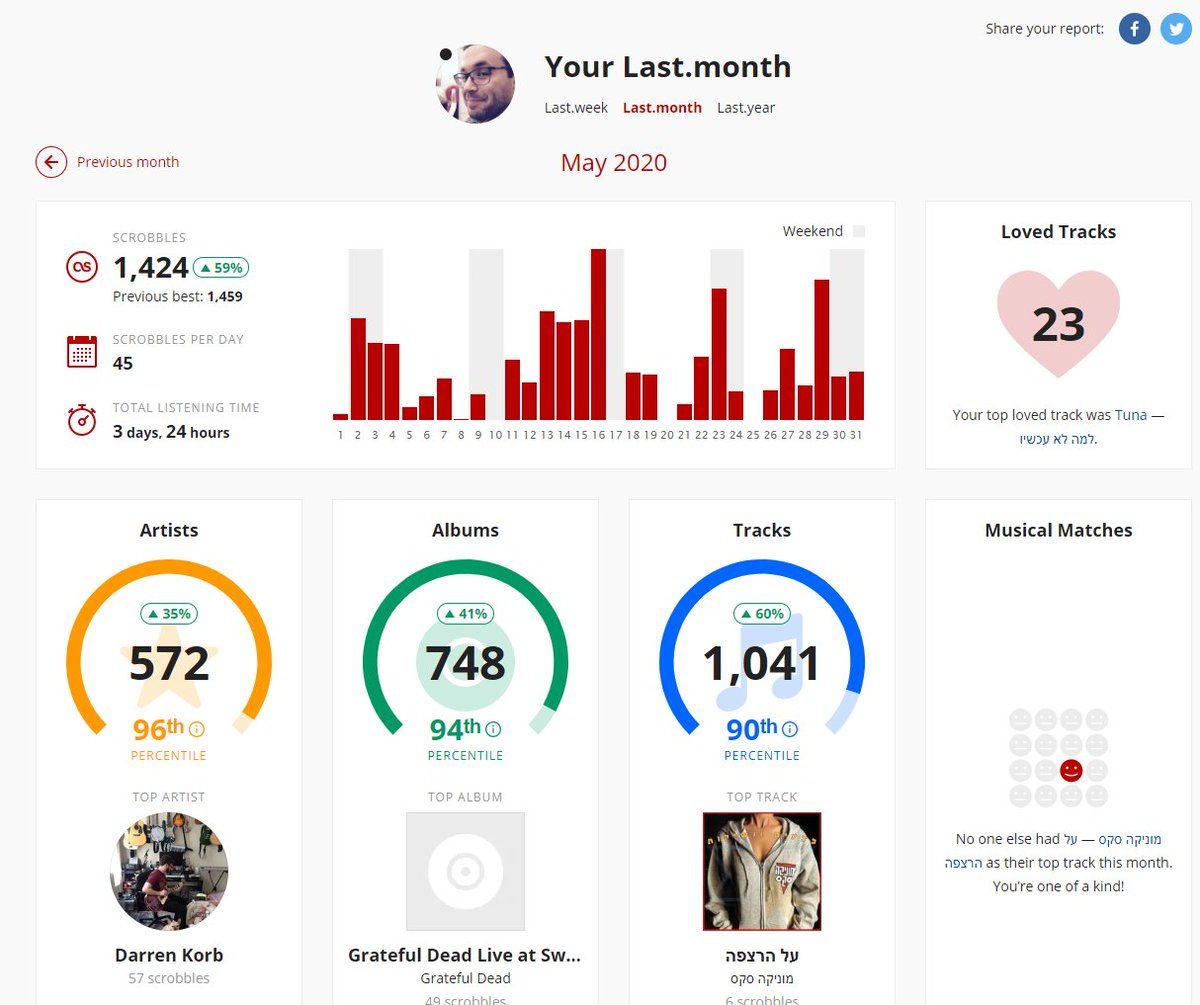 Share your report:
Your Last.month
Last.week Last.month Last.year
Previous month
May 2020
SCROBBLES
1,424 59%
Previous best: 1,459
SCROBBLES PER DAY
45
TOTAL LISTENING TIME
3 days, 24 hours
Weekend
1 2 3 4 5 6 7 8 9 10 11 12 13 14 15 16 17 18 19 20 21 22 23 24 25 26 27 28 29 30 31
Loved Tracks
23
Your top loved track was Tuna —
למה לא עכשיו.
Artists
35%
572
96th
PERCENTILE
TOP ARTIST
Darren Korb
57 scrobbles
Albums
41%
748
94th
PERCENTILE
TOP ALBUM
Grateful Dead Live at Sw...
Grateful Dead
49 scrobbles
Tracks
60%
1,041
90th
PERCENTILE
TOP TRACK
מוניקה סקס
על הרצפה
מוניקה סקס
6 scrobbles
Musical Matches
No one else had מוניקה סקס — על
הרצפה as their top track this month.
You're one of a kind!